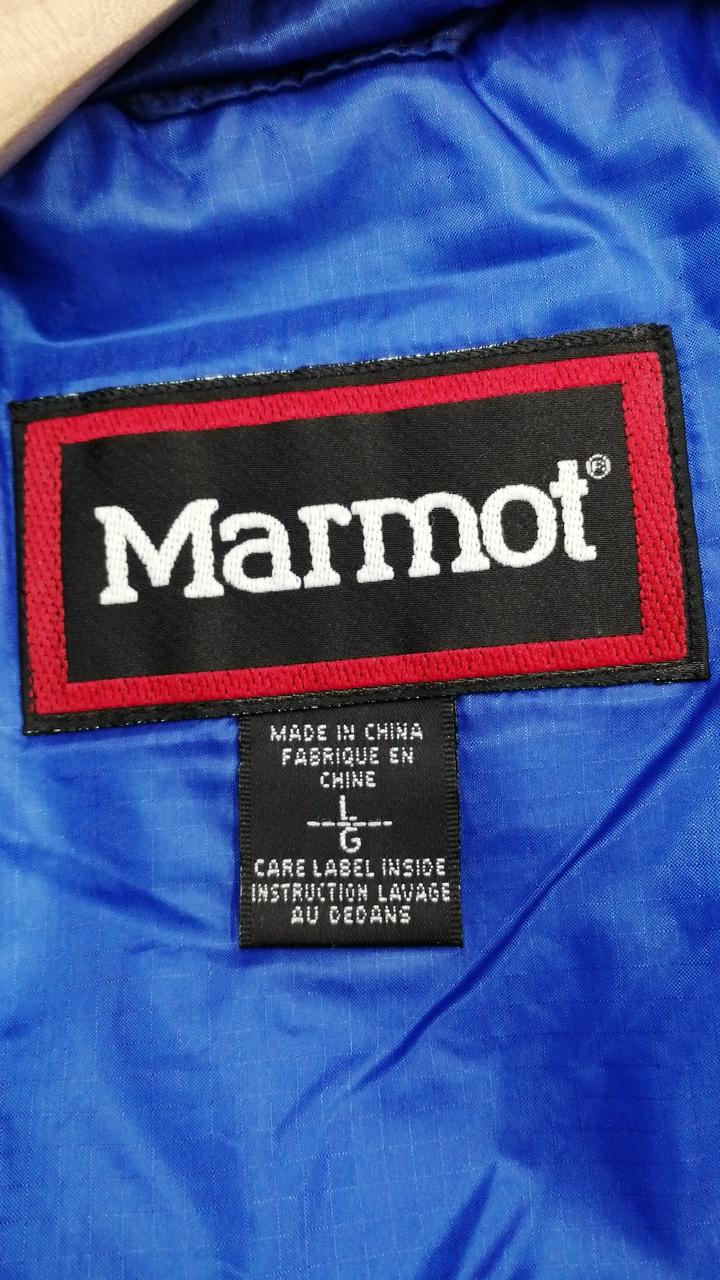 Marmot®
MADE IN CHINA
FABRIQUE EN
CHINE
L
G
CARE LABEL INSIDE
INSTRUCTION LAVAGE
AU DEDANS